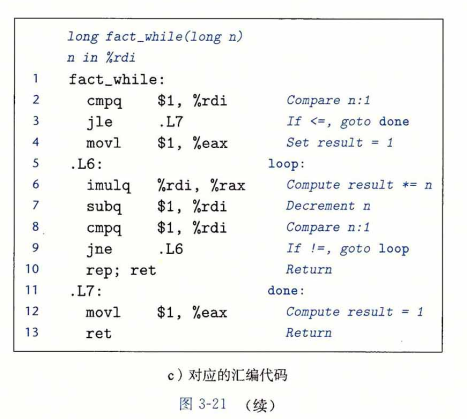 long fact_while(long n)
n in %rdi
1 fact_while:
2 cmpq $1, %rdi Compare n:1
3 jle .L7 If <=, goto done
4 movl $1, %eax Set result = 1
5 .L6: loop:
6 imulq %rdi, %rax Compute result *= n
7 subq $1, %rdi Decrement n
8 cmpq $1, %rdi Compare n:1
9 jne .L6 If !=, goto loop
10 rep; ret Return
11 .L7: done:
12 movl $1, %eax Compute result = 1
13 ret Return
c）对应的汇编代码
图 3-21 （续）